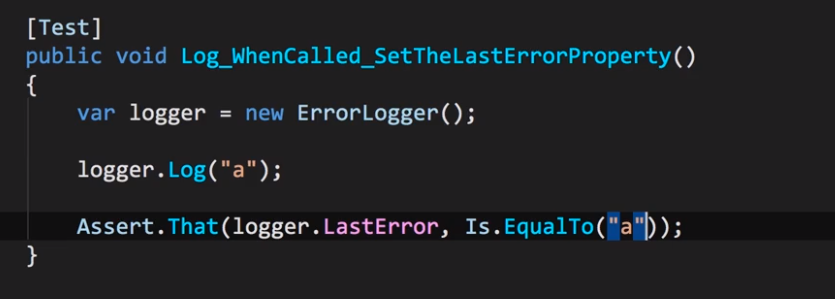 [Test]
public void Log_WhenCalled_SetTheLastErrorProperty()
{
var logger = new ErrorLogger();
logger.Log("a");
Assert.That(logger.LastError, Is.EqualTo("a"));
}